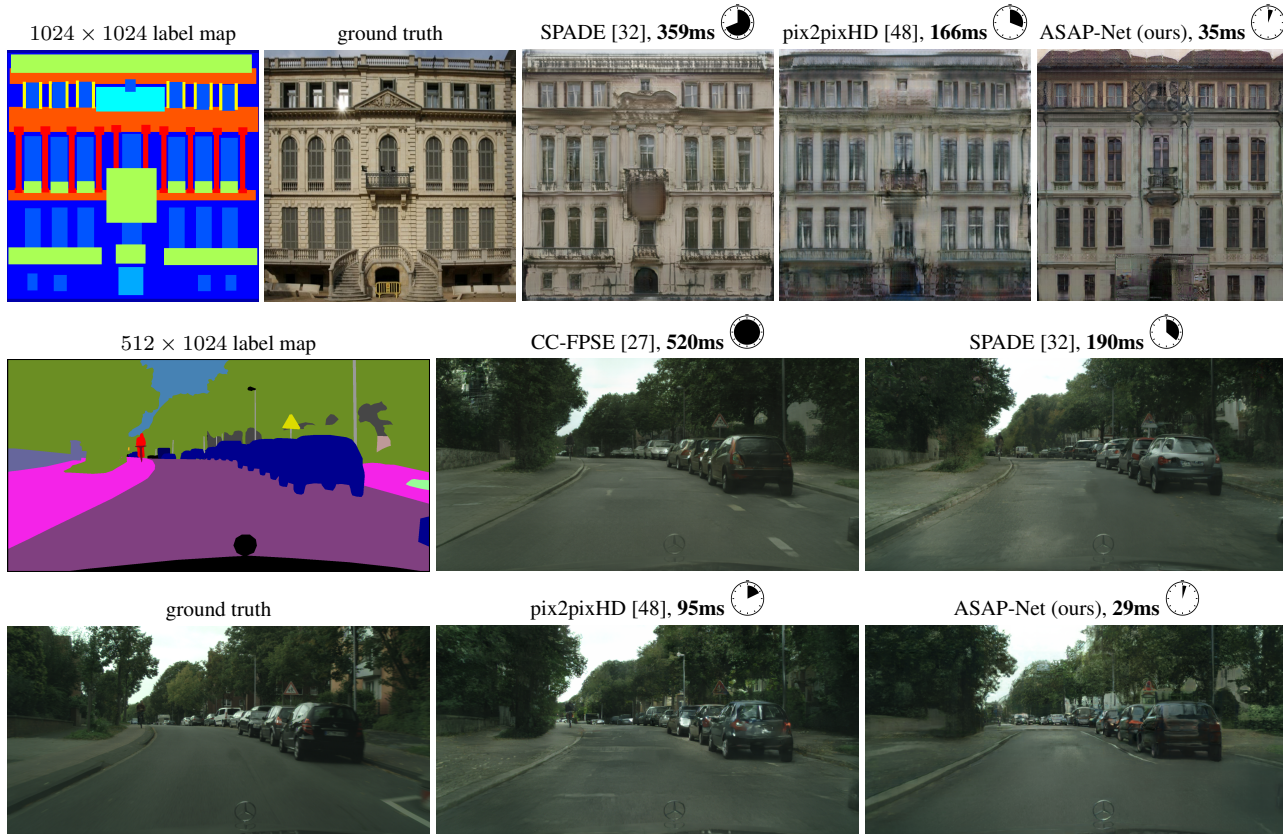 1024 × 1024 label map
ground truth
SPADE [32], 359ms
pix2pixHD [48], 166ms
ASAP-Net (ours), 35ms
512 × 1024 label map
CC-FPSE [27], 520ms
SPADE [32], 190ms
ground truth
pix2pixHD [48], 95ms
ASAP-Net (ours), 29ms